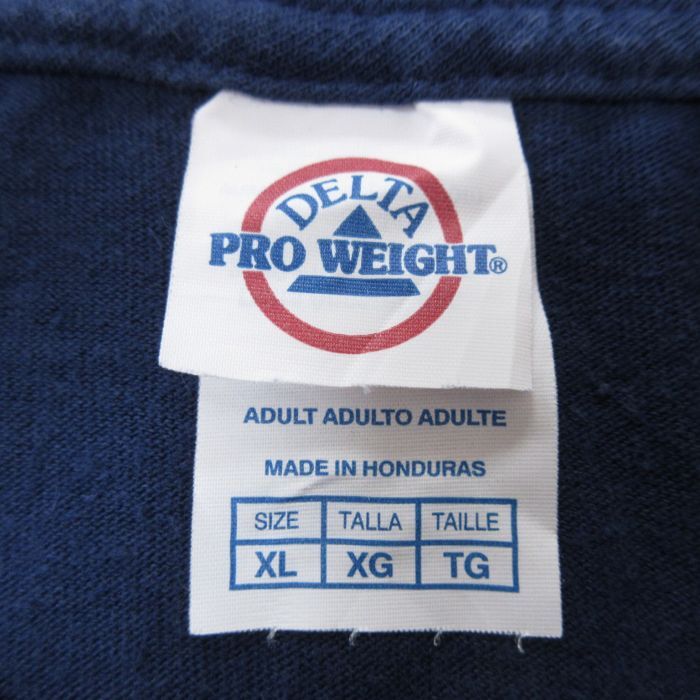 DELTA
PRO WEIGHT®
ADULT ADULTO ADULTE
MADE IN HONDURAS
SIZE TALLA TAILLE
XL XG TG